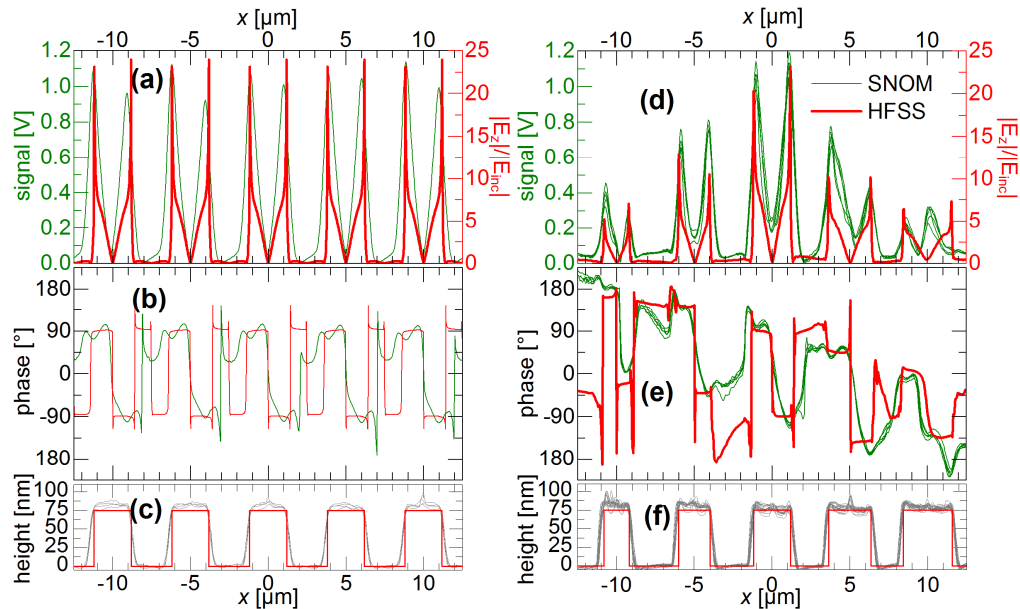 x [µm] x [µm]
-10 -5 0 5 10 -10 -5 0 5 10
1.2 25 1.2 25
1.0 20 1.0 20
0.8 15 0.8 15
0.6 0.6
0.4 10 0.4 10
0.2 5 0.2 5
0.0 0 0.0 0
signal [V] (a) |E_z|/|E_inc| signal [V] (d) SNOM |E_z|/|E_inc|
HFSS
phase [°] (b) phase [°] (e)
180 180
90 90
0 0
-90 -90
180 180
height [nm] (c) height [nm] (f)
100 100
75 75
50 50
25 25
0 0
-10 -5 0 5 10 -10 -5 0 5 10
x [µm] x [µm]